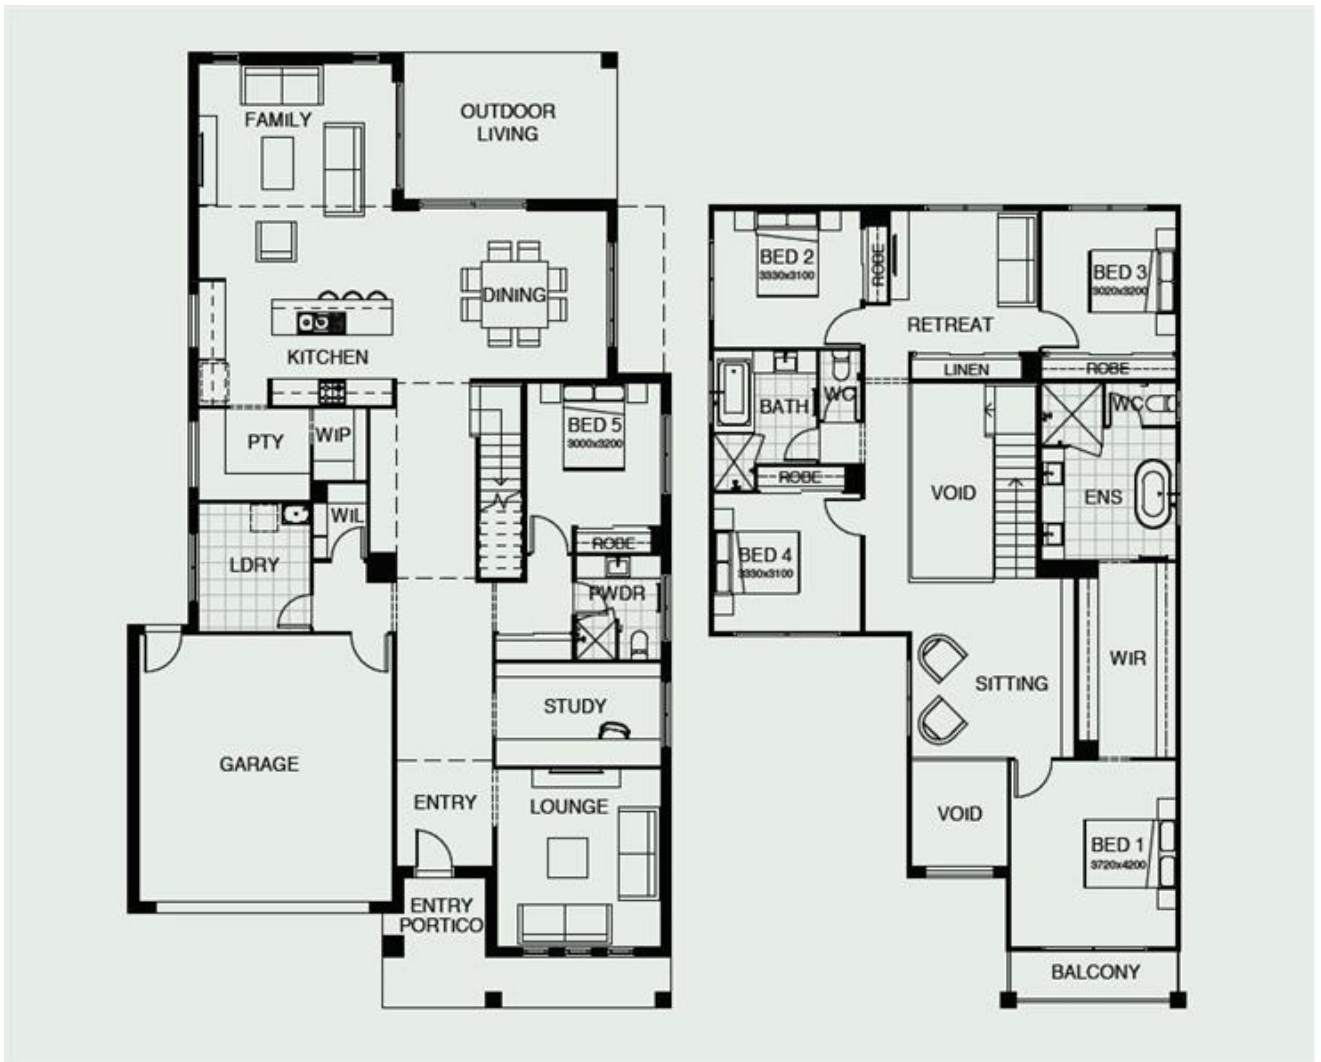 FAMILY
OUTDOOR
LIVING
DINING
KITCHEN
PTY
WIP
BED 5
3000x3200
WIL
ROBE
LDRY
PWDR
STUDY
GARAGE
ENTRY
LOUNGE
ENTRY
PORTICO
BED 2
3330x3100
ROBE
BED 3
3020x3200
RETREAT
LINEN
ROBE
WC
WC
BATH
ROBE
VOID
ENS
BED 4
3330x3100
WIR
SITTING
VOID
BED 1
3720x4200
BALCONY